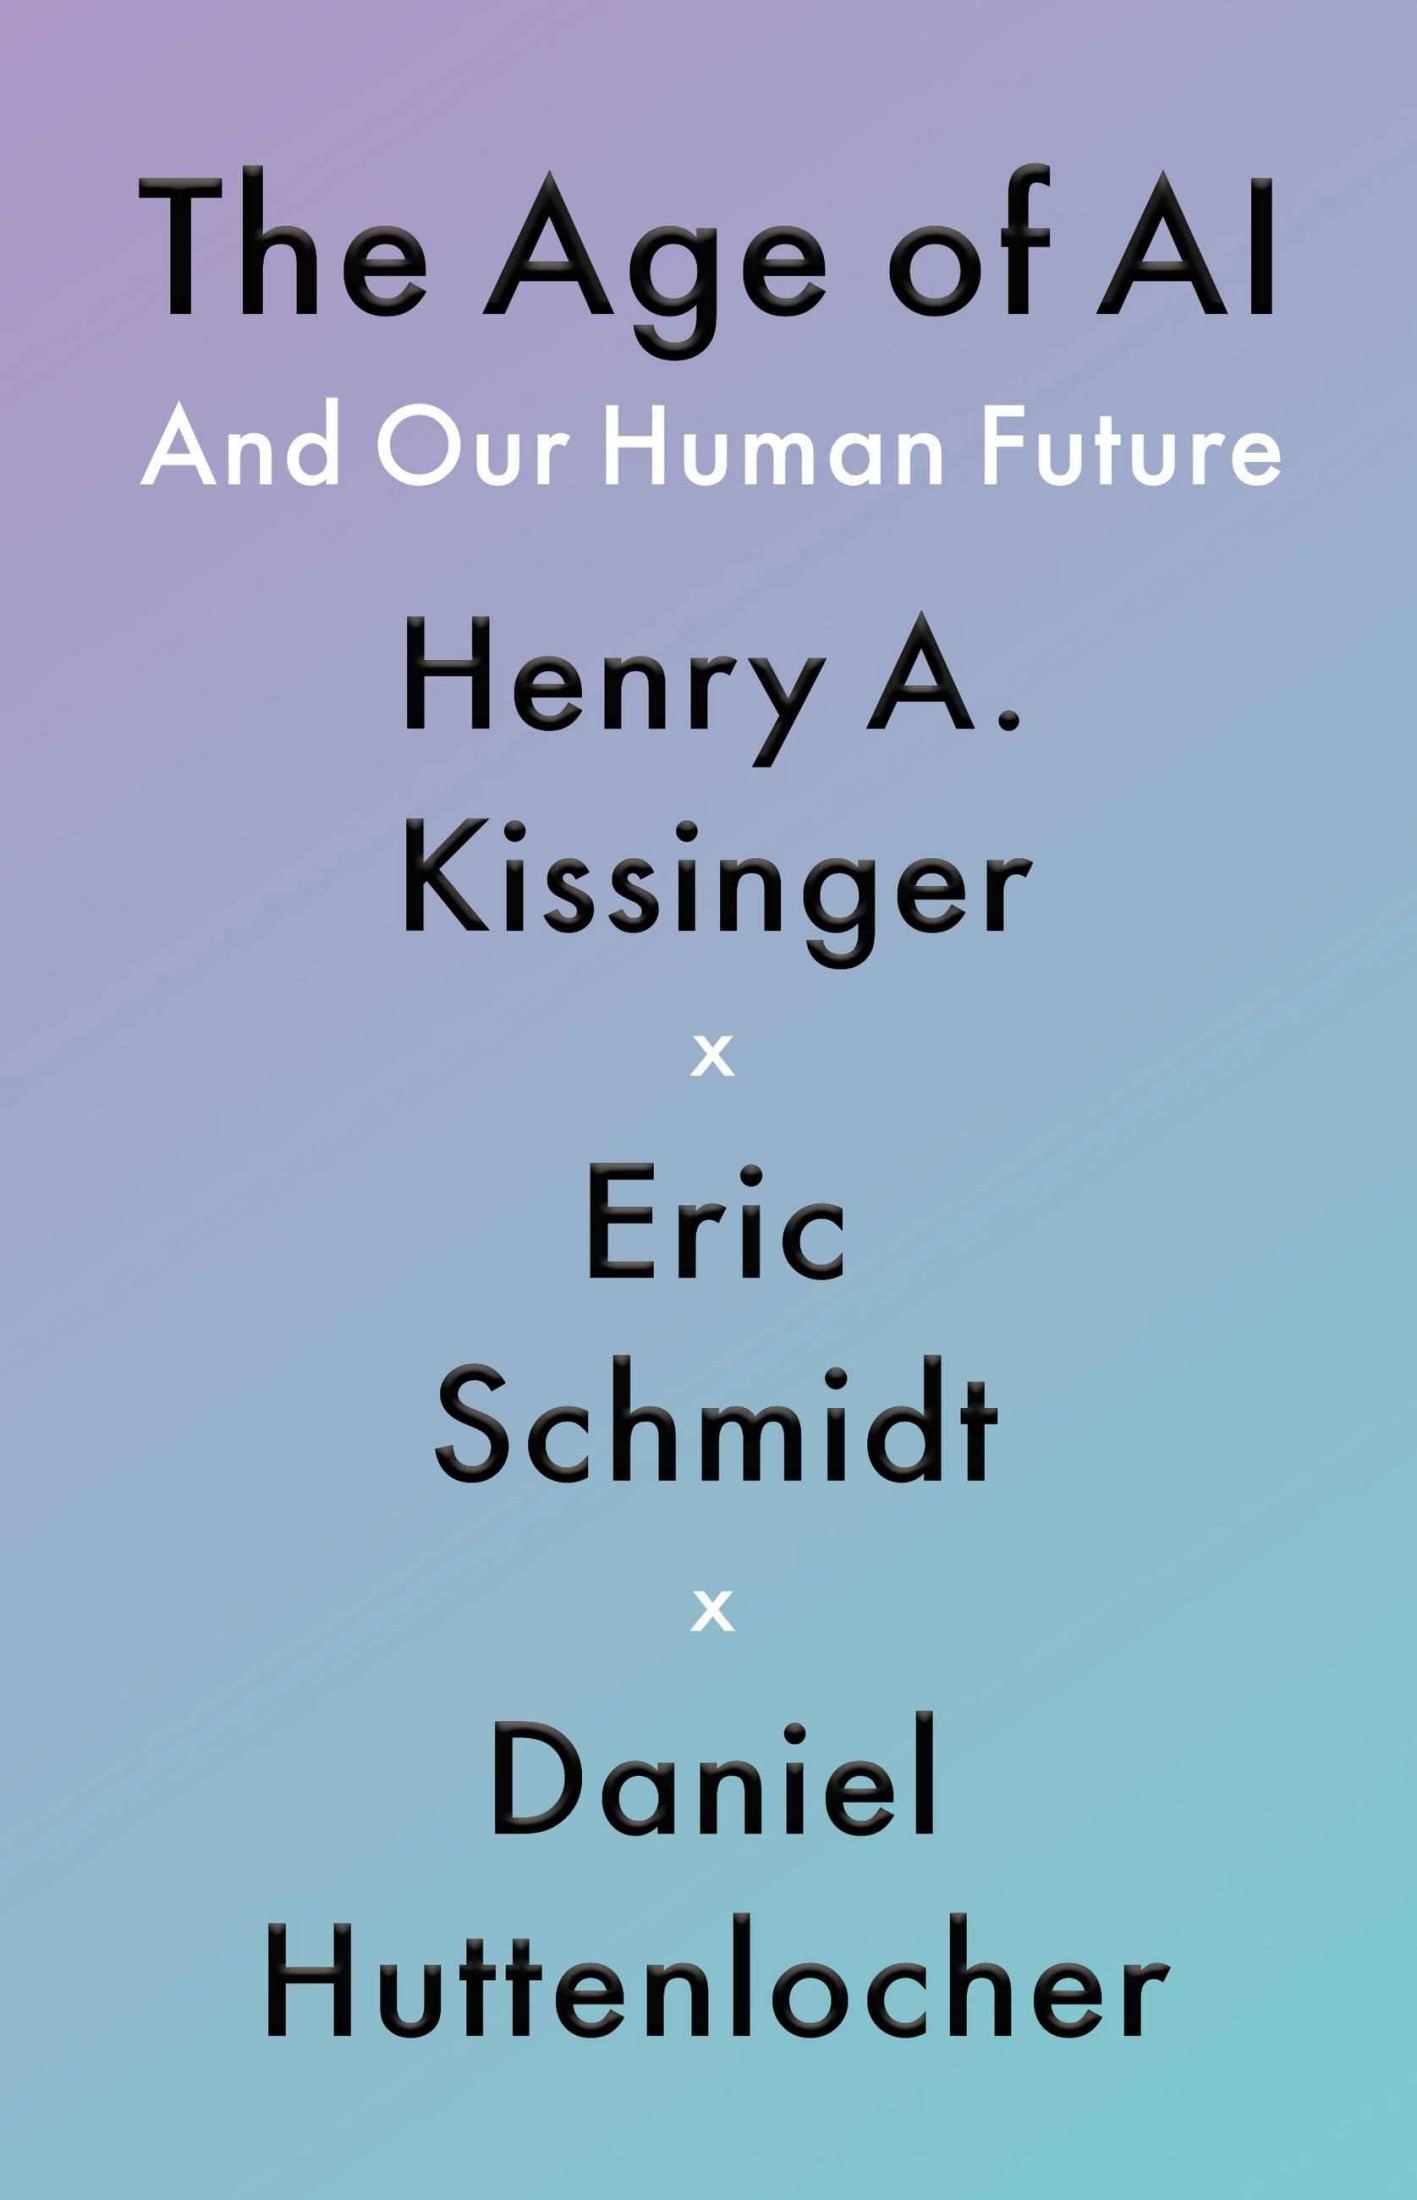 The Age of AI
And Our Human Future
Henry A.
Kissinger
x
Eric
Schmidt
x
Daniel
Huttenlocher